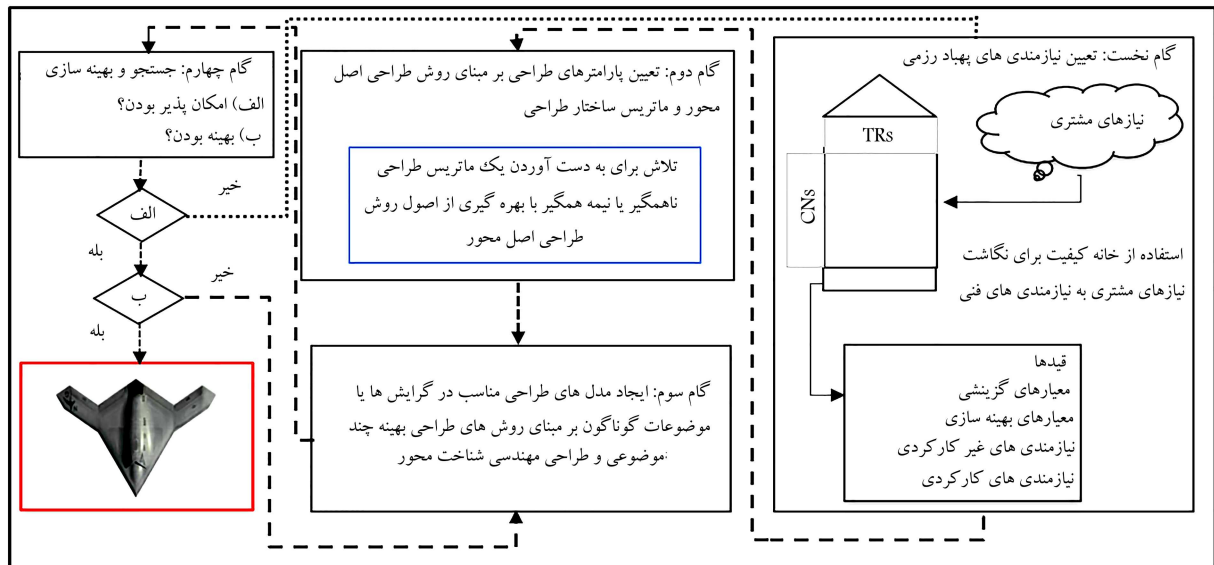 گام نخست: تعیین نیازمندی های پهباد رزمی
نیازهای مشتری
TRs
CNs
استفاده از خانه کیفیت برای نگاشت
نیازهای مشتری به نیازمندی های فنی
قیدها
معیارهای گزینشی
معیارهای بهینه سازی
نیازمندی های غیر کارکردی
نیازمندی های کارکردی
گام دوم: تعیین پارامترهای طراحی بر مبنای روش طراحی اصل
محور و ماتریس ساختار طراحی
تلاش برای به دست آوردن یک ماتریس طراحی
ناهمگیر یا نیمه همگیر با بهره گیری از اصول روش
طراحی اصل محور
گام سوم: ایجاد مدل های طراحی مناسب در گرایش ها یا
موضوعات گوناگون بر مبنای روش های طراحی بهینه چند
موضوعی و طراحی مهندسی شناخت محور
گام چهارم: جستجو و بهینه سازی
الف) امکان پذیر بودن؟
ب) بهینه بودن؟
خیر
الف
بله
خیر
ب
بله